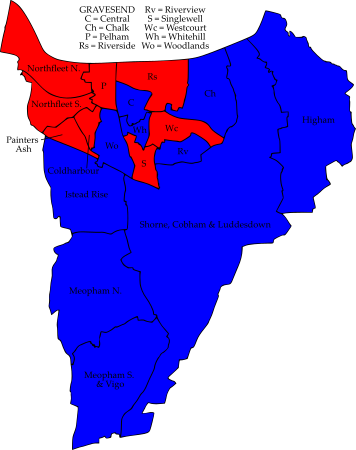 GRAVESEND
C = Central
Ch = Chalk
P = Pelham
Rs = Riverside
Rv = Riverview
S = Singlewell
Wc = Westcourt
Wh = Whitehill
Wo = Woodlands
Northfleet N.
P
Rs
Northfleet S.
C
Ch
Higham
Painters
Ash
Wo
Wh
Wc
Rv
S
Coldharbour
Istead Rise
Shorne, Cobham & Luddesdown
Meopham N.
Meopham S.
& Vigo